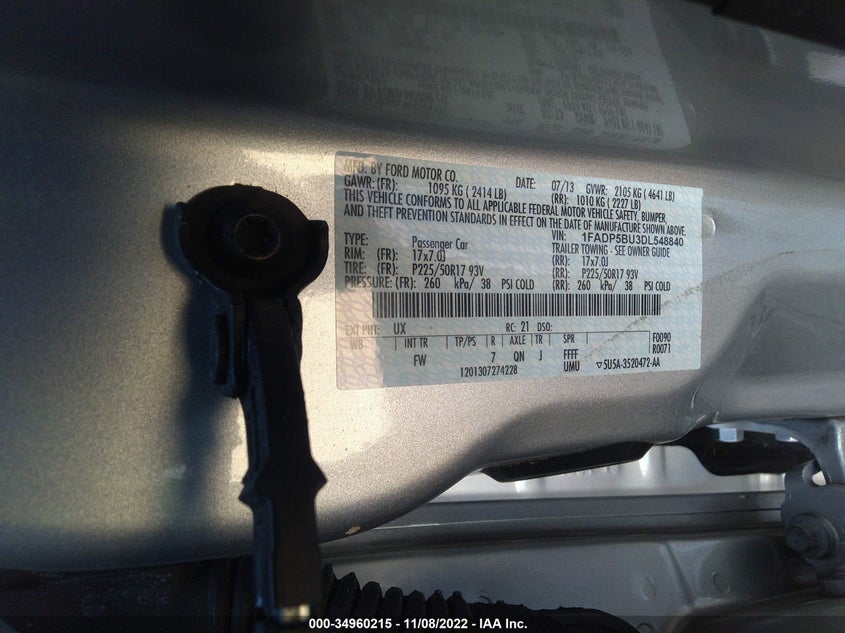 MFG. BY FORD MOTOR CO.
DATE: 07/13 GVWR: 2105 KG ( 4641 LB)
GAWR: (FR): 1095 KG ( 2414 LB) (RR): 1010 KG ( 2227 LB)
THIS VEHICLE CONFORMS TO ALL APPLICABLE FEDERAL MOTOR VEHICLE SAFETY, BUMPER,
AND THEFT PREVENTION STANDARDS IN EFFECT ON THE DATE OF MANUFACTURE SHOWN ABOVE.
VIN: 1FADP5BU3DL548840
TYPE: Passenger Car TRAILER TOWING - SEE OWNER GUIDE
RIM: (FR): 17x7.0J (RR): 17x7.0J
TIRE: (FR): P225/50R17 93V (RR): P225/50R17 93V
PRESSURE: (FR): 260 kPa/ 38 PSI COLD (RR): 260 kPa/ 38 PSI COLD
EXT PNT: UX RC: 21 DSO:
WB INT TR TP/PS R AXLE TR SPR F0090
FW 7 QN J FFFF R0071
1201307274228 UMU ▽5U5A-3520472-AA
000-34960215 - 11/08/2022 - IAA Inc.